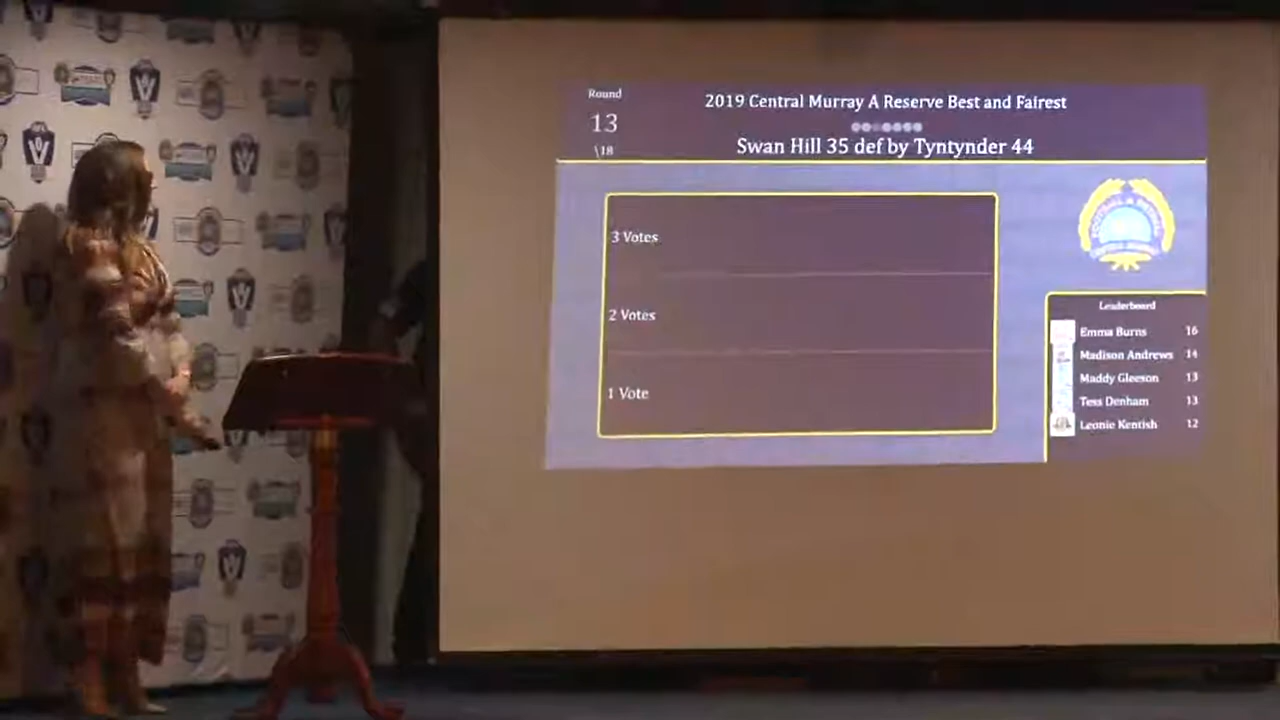 Round
13
\18
2019 Central Murray A Reserve Best and Fairest
Swan Hill 35 def by Tyntynder 44
3 Votes
2 Votes
1 Vote
Leaderboard
Emma Burns 16
Madison Andrews 14
Maddy Gleeson 13
Tess Denham 13
Leonie Kentish 12